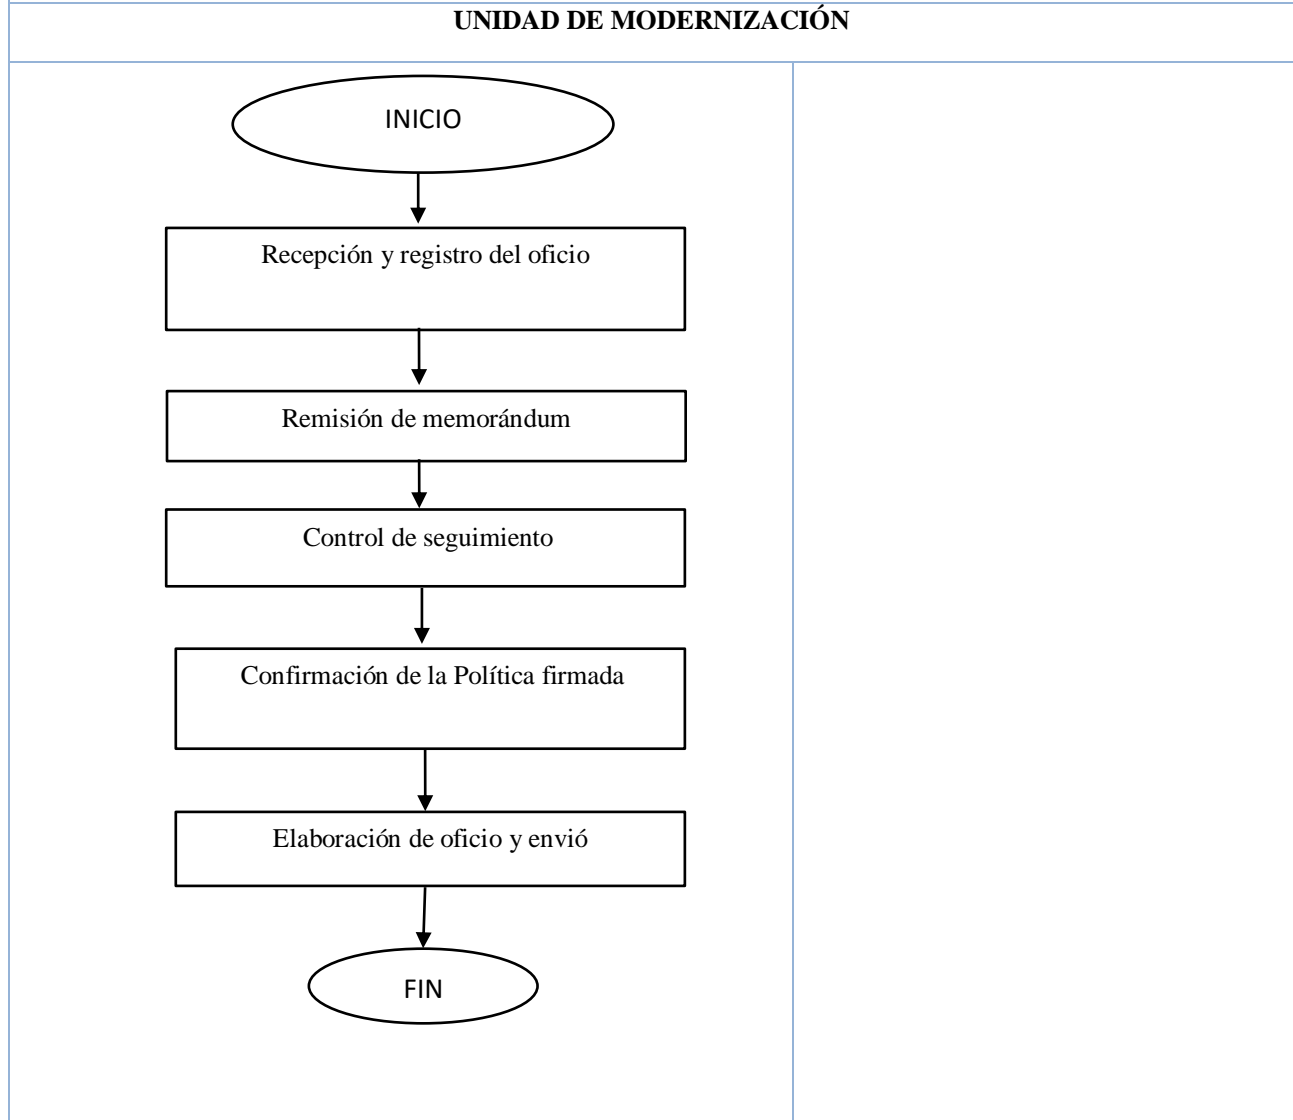 UNIDAD DE MODERNIZACIÓN
INICIO
Recepción y registro del oficio
Remisión de memorándum
Control de seguimiento
Confirmación de la Política firmada
Elaboración de oficio y envió
FIN